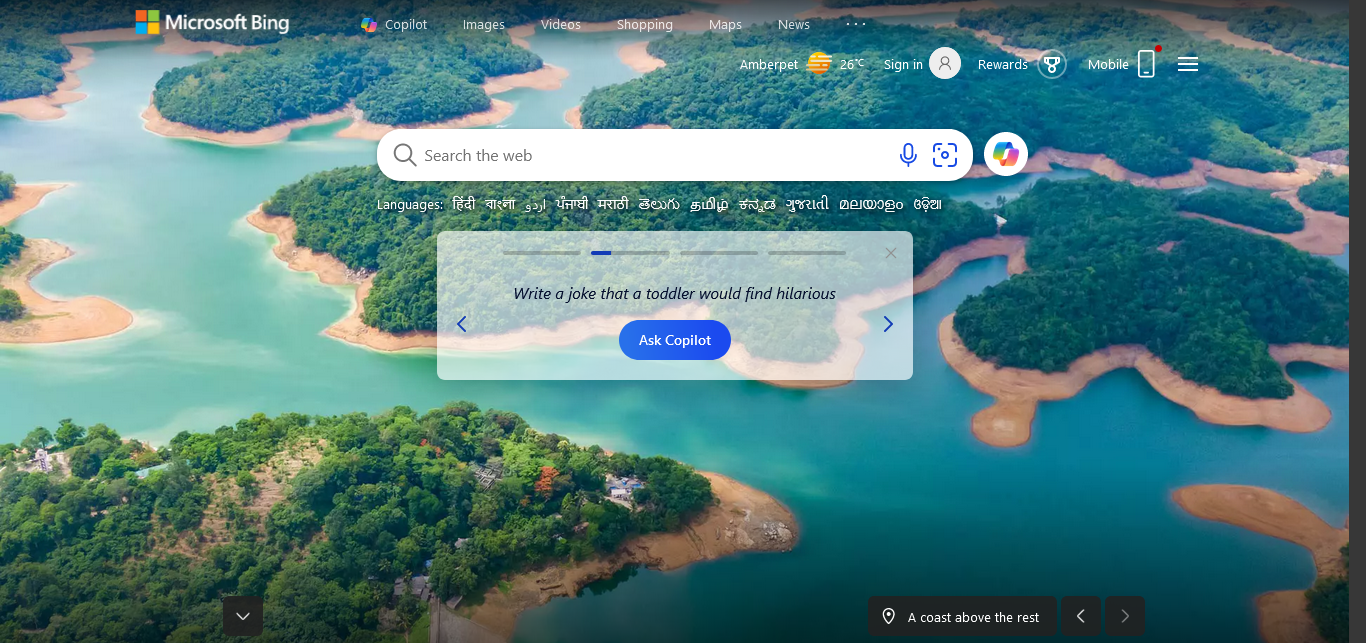 Microsoft Bing Copilot Images Videos Shopping Maps News
Amberpet 26°C Sign in Rewards Mobile
Search the web
Languages: हिंदी বাংলা اردو ਪੰਜਾਬੀ मराठी తెలుగు தமிழ் ಕನ್ನಡ ગુજરાતી മലയാളം ଓଡ଼ିଆ
Write a joke that a toddler would find hilarious
Ask Copilot
A coast above the rest